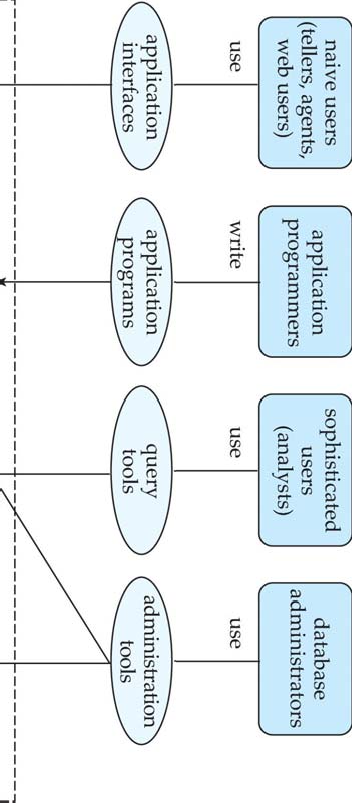 naive users
(tellers, agents,
web users)
application
programmers
sophisticated
users
(analysts)
database
administrators
use
write
use
use
application
interfaces
application
programs
query
tools
administration
tools